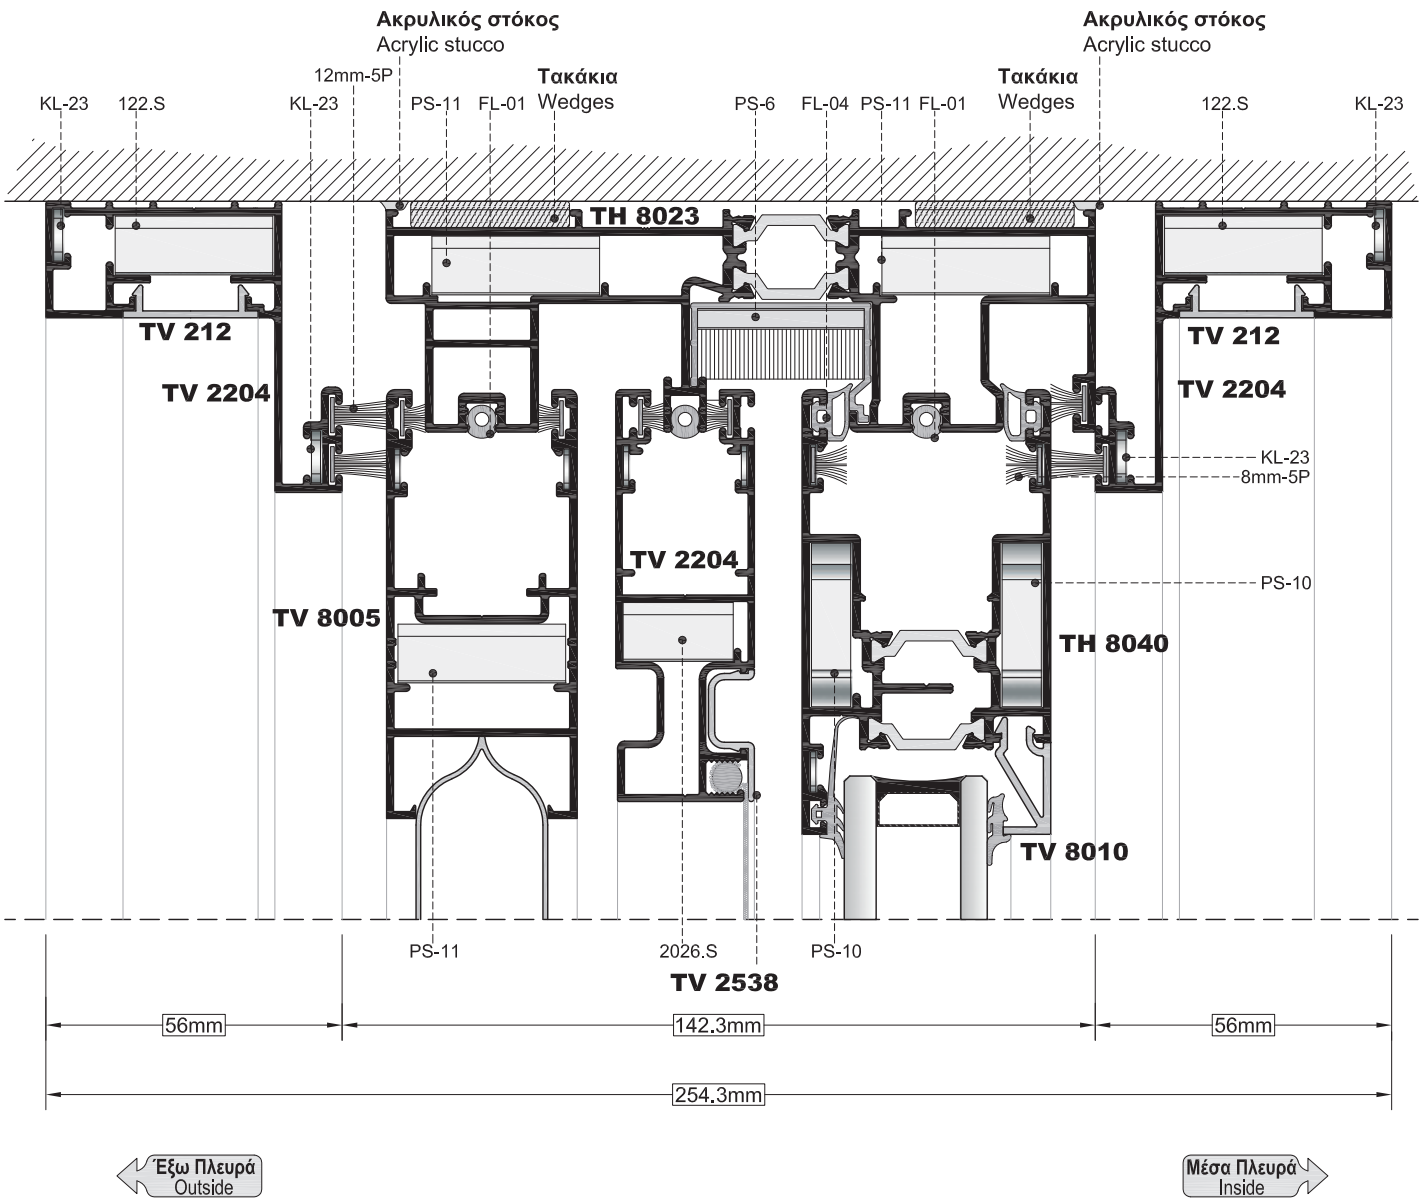 Ακρυλικός στόκος
Acrylic stucco
Ακρυλικός στόκος
Acrylic stucco
12mm-5P
Τακάκια
Wedges
Τακάκια
Wedges
KL-23 122.S KL-23 PS-11 FL-01 PS-6 FL-04 PS-11 FL-01 122.S KL-23
TH 8023
TV 212
TV 212
TV 2204
TV 2204
KL-23
8mm-5P
TV 2204
PS-10
TV 8005
TH 8040
TV 8010
PS-11 2026.S PS-10
TV 2538
56mm 142.3mm 56mm
254.3mm
Έξω Πλευρά
Outside
Μέσα Πλευρά
Inside